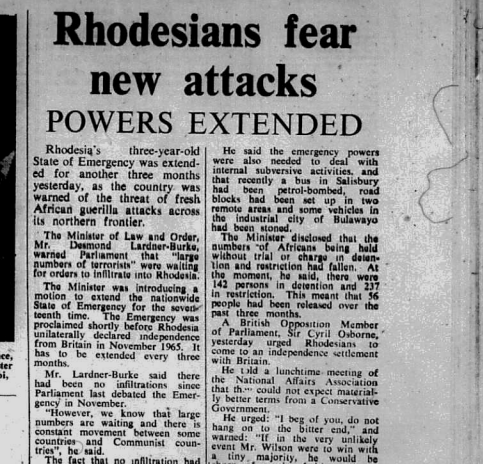 Rhodesians fear
new attacks
POWERS EXTENDED
Rhodesia's three-year-old
State of Emergency was extend-
ed for another three months
yesterday, as the country was
warned of the threat of fresh
African guerilla attacks across
its northern frontier.
The Minister of Law and Order,
Mr. Desmond Lardner-Burke,
warned Parliament that "large
numbers of terrorists" were waiting
for orders to infiltrate into Rhodesia.
The Minister was introducing a
motion to extend the nationwide
State of Emergency for the seven-
teenth time. The Emergency was
proclaimed shortly before Rhodesia
unilaterally declared independence
from Britain in November 1965. It
has to be extended every three
months.
Mr. Lardner-Burke said there
had been no infiltrations since
Parliament last debated the Emer-
gency in November.
"However, we know that large
numbers are waiting and there is
constant movement between some
countries and Communist coun-
tries", he said.
The fact that no infiltration had
He said the emergency powers
were also needed to deal with
internal subversive activities, and
that recently a bus in Salisbury
had been petrol-bombed, road
blocks had been set up in two
remote areas and some vehicles in
the industrial city of Bulawayo
had been stoned.
The Minister disclosed that the
numbers of Africans being held
without trial or charge in deten-
tion and restriction had fallen. At
the moment, he said, there were
142 persons in detention and 237
in restriction. This meant that 56
people had been released over the
past three months.
A British Opposition Member
of Parliament, Sir Cyril Osborne,
yesterday urged Rhodesians to
come to an independence settlement
with Britain.
He told a lunchtime meeting of
the National Affairs Association
that th.. could not expect material-
ly better terms from a Conservative
Government.
He urged: "I beg of you, do not
hang on to the bitter end," and
warned: "If in the very unlikely
event Mr. Wilson were to win with
a tiny majority, he would be